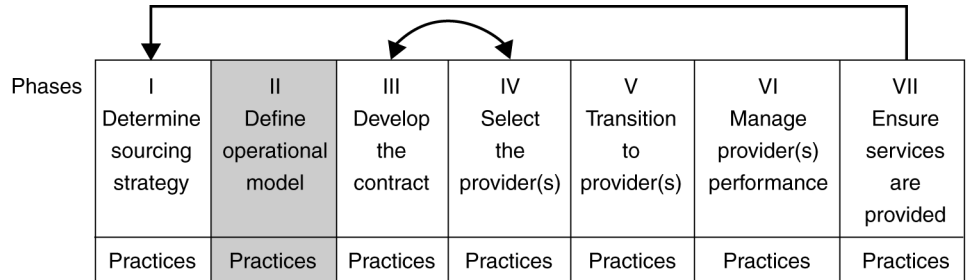 Phases I II III IV V VI VII
Determine Define Develop Select Transition Manage Ensure
sourcing operational the the to provider(s) services
strategy model contract provider(s) provider(s) performance are
provided
Practices Practices Practices Practices Practices Practices Practices